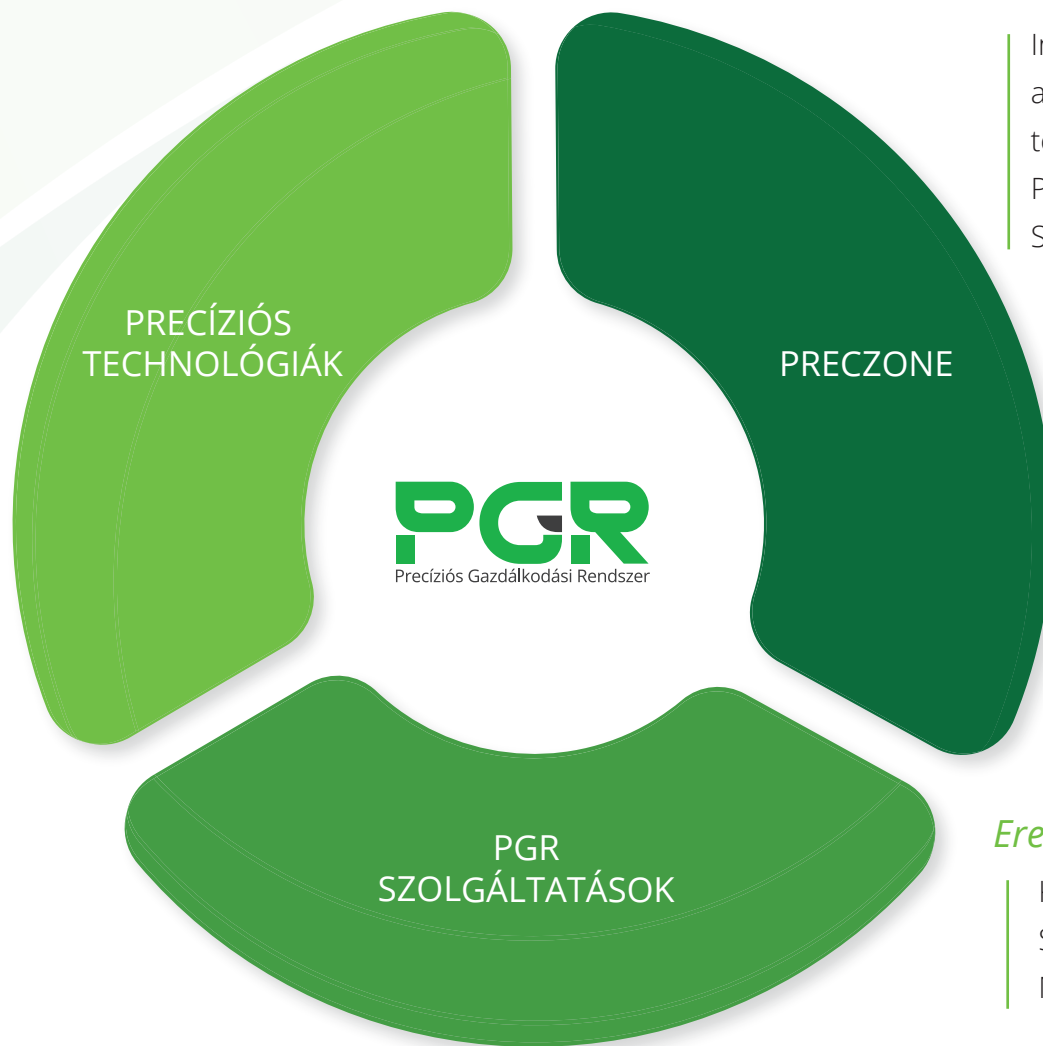 PRECÍZIÓS
TECHNOLÓGIÁK
PRECZONE
PGR
Precíziós Gazdálkodási Rendszer
PGR
SZOLGÁLTATÁSOK